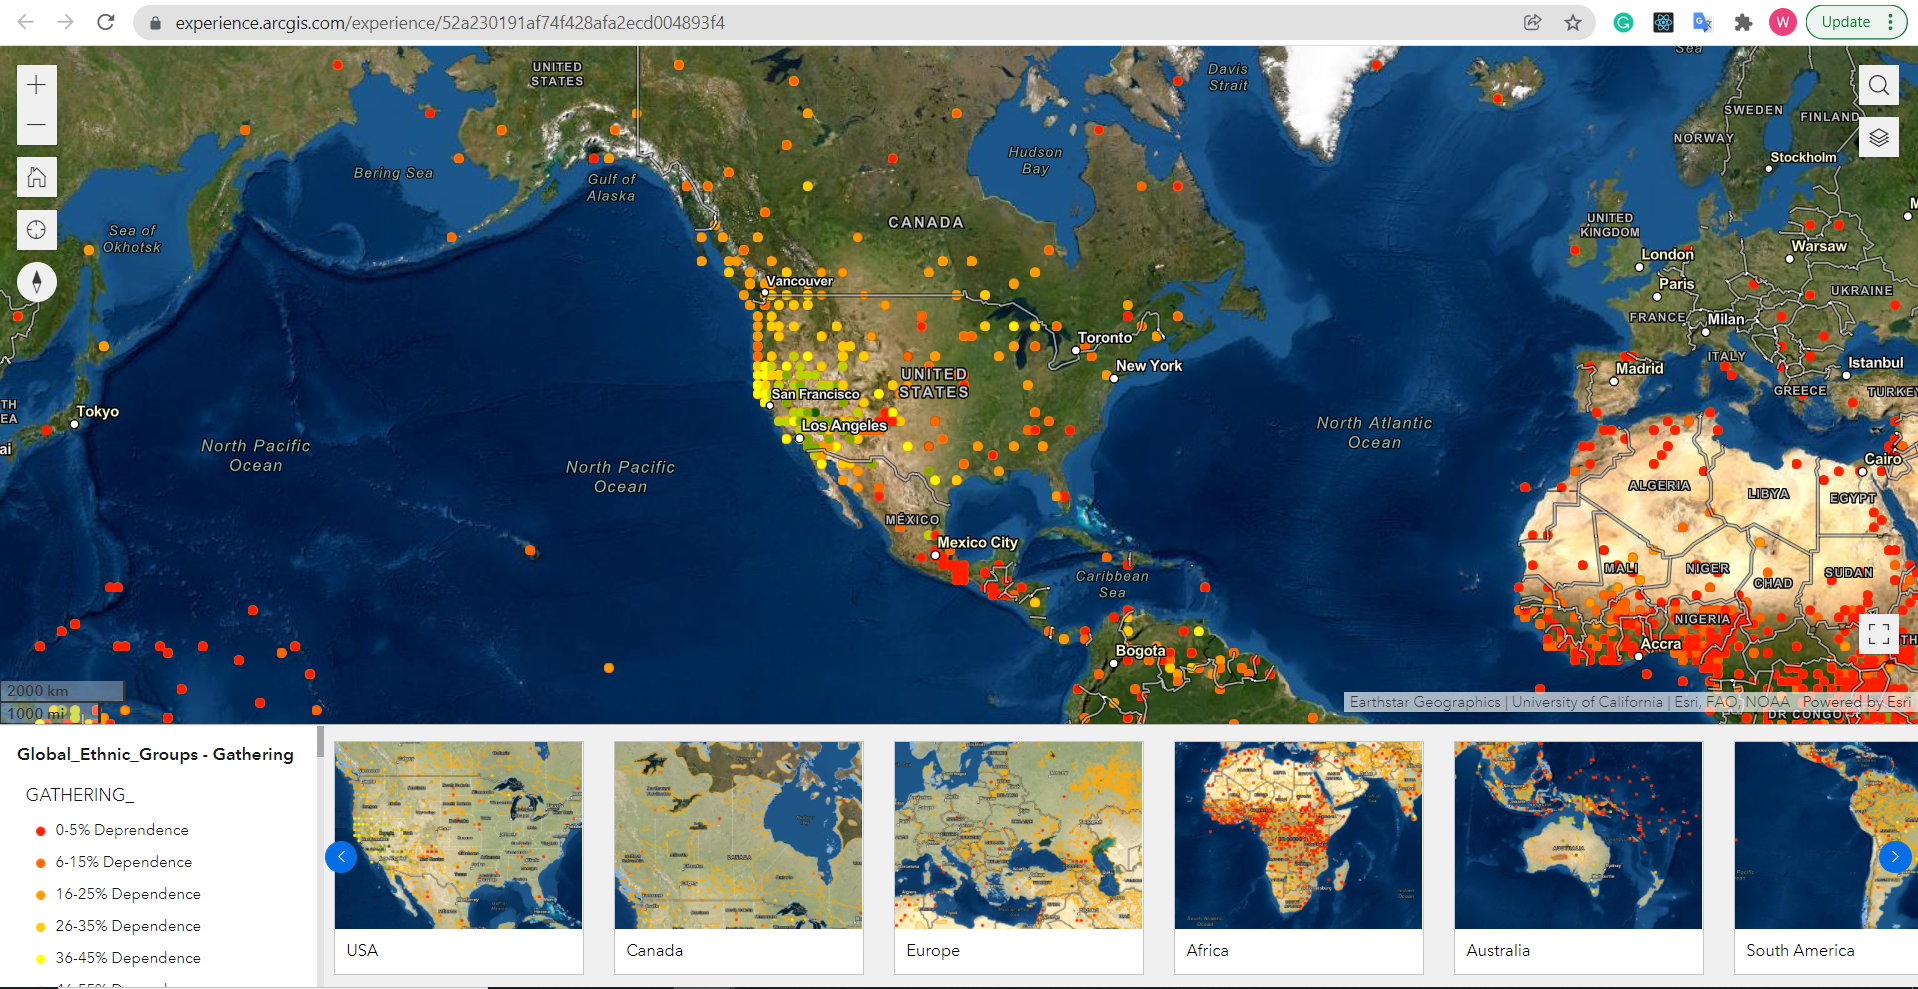 experience.arcgis.com/experience/52a230191af74f428afa2ecd004893f4
W
Update
UNITED
STATES
Davis
Strait
Sea
SWEDEN
FINLAND
NORWAY
Stockholm
Hudson
Bay
Bering Sea
Gulf of
Alaska
CANADA
UNITED
KINGDOM
Sea of
Okhotsk
Warsaw
London
Paris
UKRAINE
Vancouver
FRANCE
Milan
Toronto
ITALY
Istanbul
New York
Madrid
UNITED
STATES
GREECE
TURKEY
San Francisco
TH
EA
Tokyo
Los Angeles
North Atlantic
Ocean
ai
North Pacific
Ocean
North Pacific
Ocean
Cairo
ALGERIA
LIBYA
EGYPT
MÉXICO
Mexico City
Caribbean
Sea
MALI
NIGER
CHAD
SUDAN
NIGERIA
Accra
TH
Bogota
2000 km
1000 mi
Earthstar Geographics | University of California | Esri, FAO, NOAA
Powered by Esri
DR CONGO
Global_Ethnic_Groups - Gathering
GATHERING_
0-5% Deprendence
6-15% Dependence
16-25% Dependence
26-35% Dependence
36-45% Dependence
USA
Canada
Europe
Africa
Australia
South America